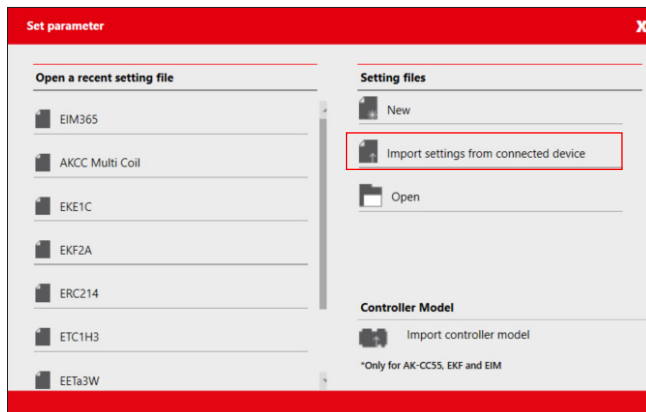 Set parameter
X
Open a recent setting file
EIM365
AKCC Multi Coil
EKE1C
EKF2A
ERC214
ETC1H3
EETa3W
Setting files
New
Import settings from connected device
Open
Controller Model
Import controller model
*Only for AK-CC55, EKF and EIM